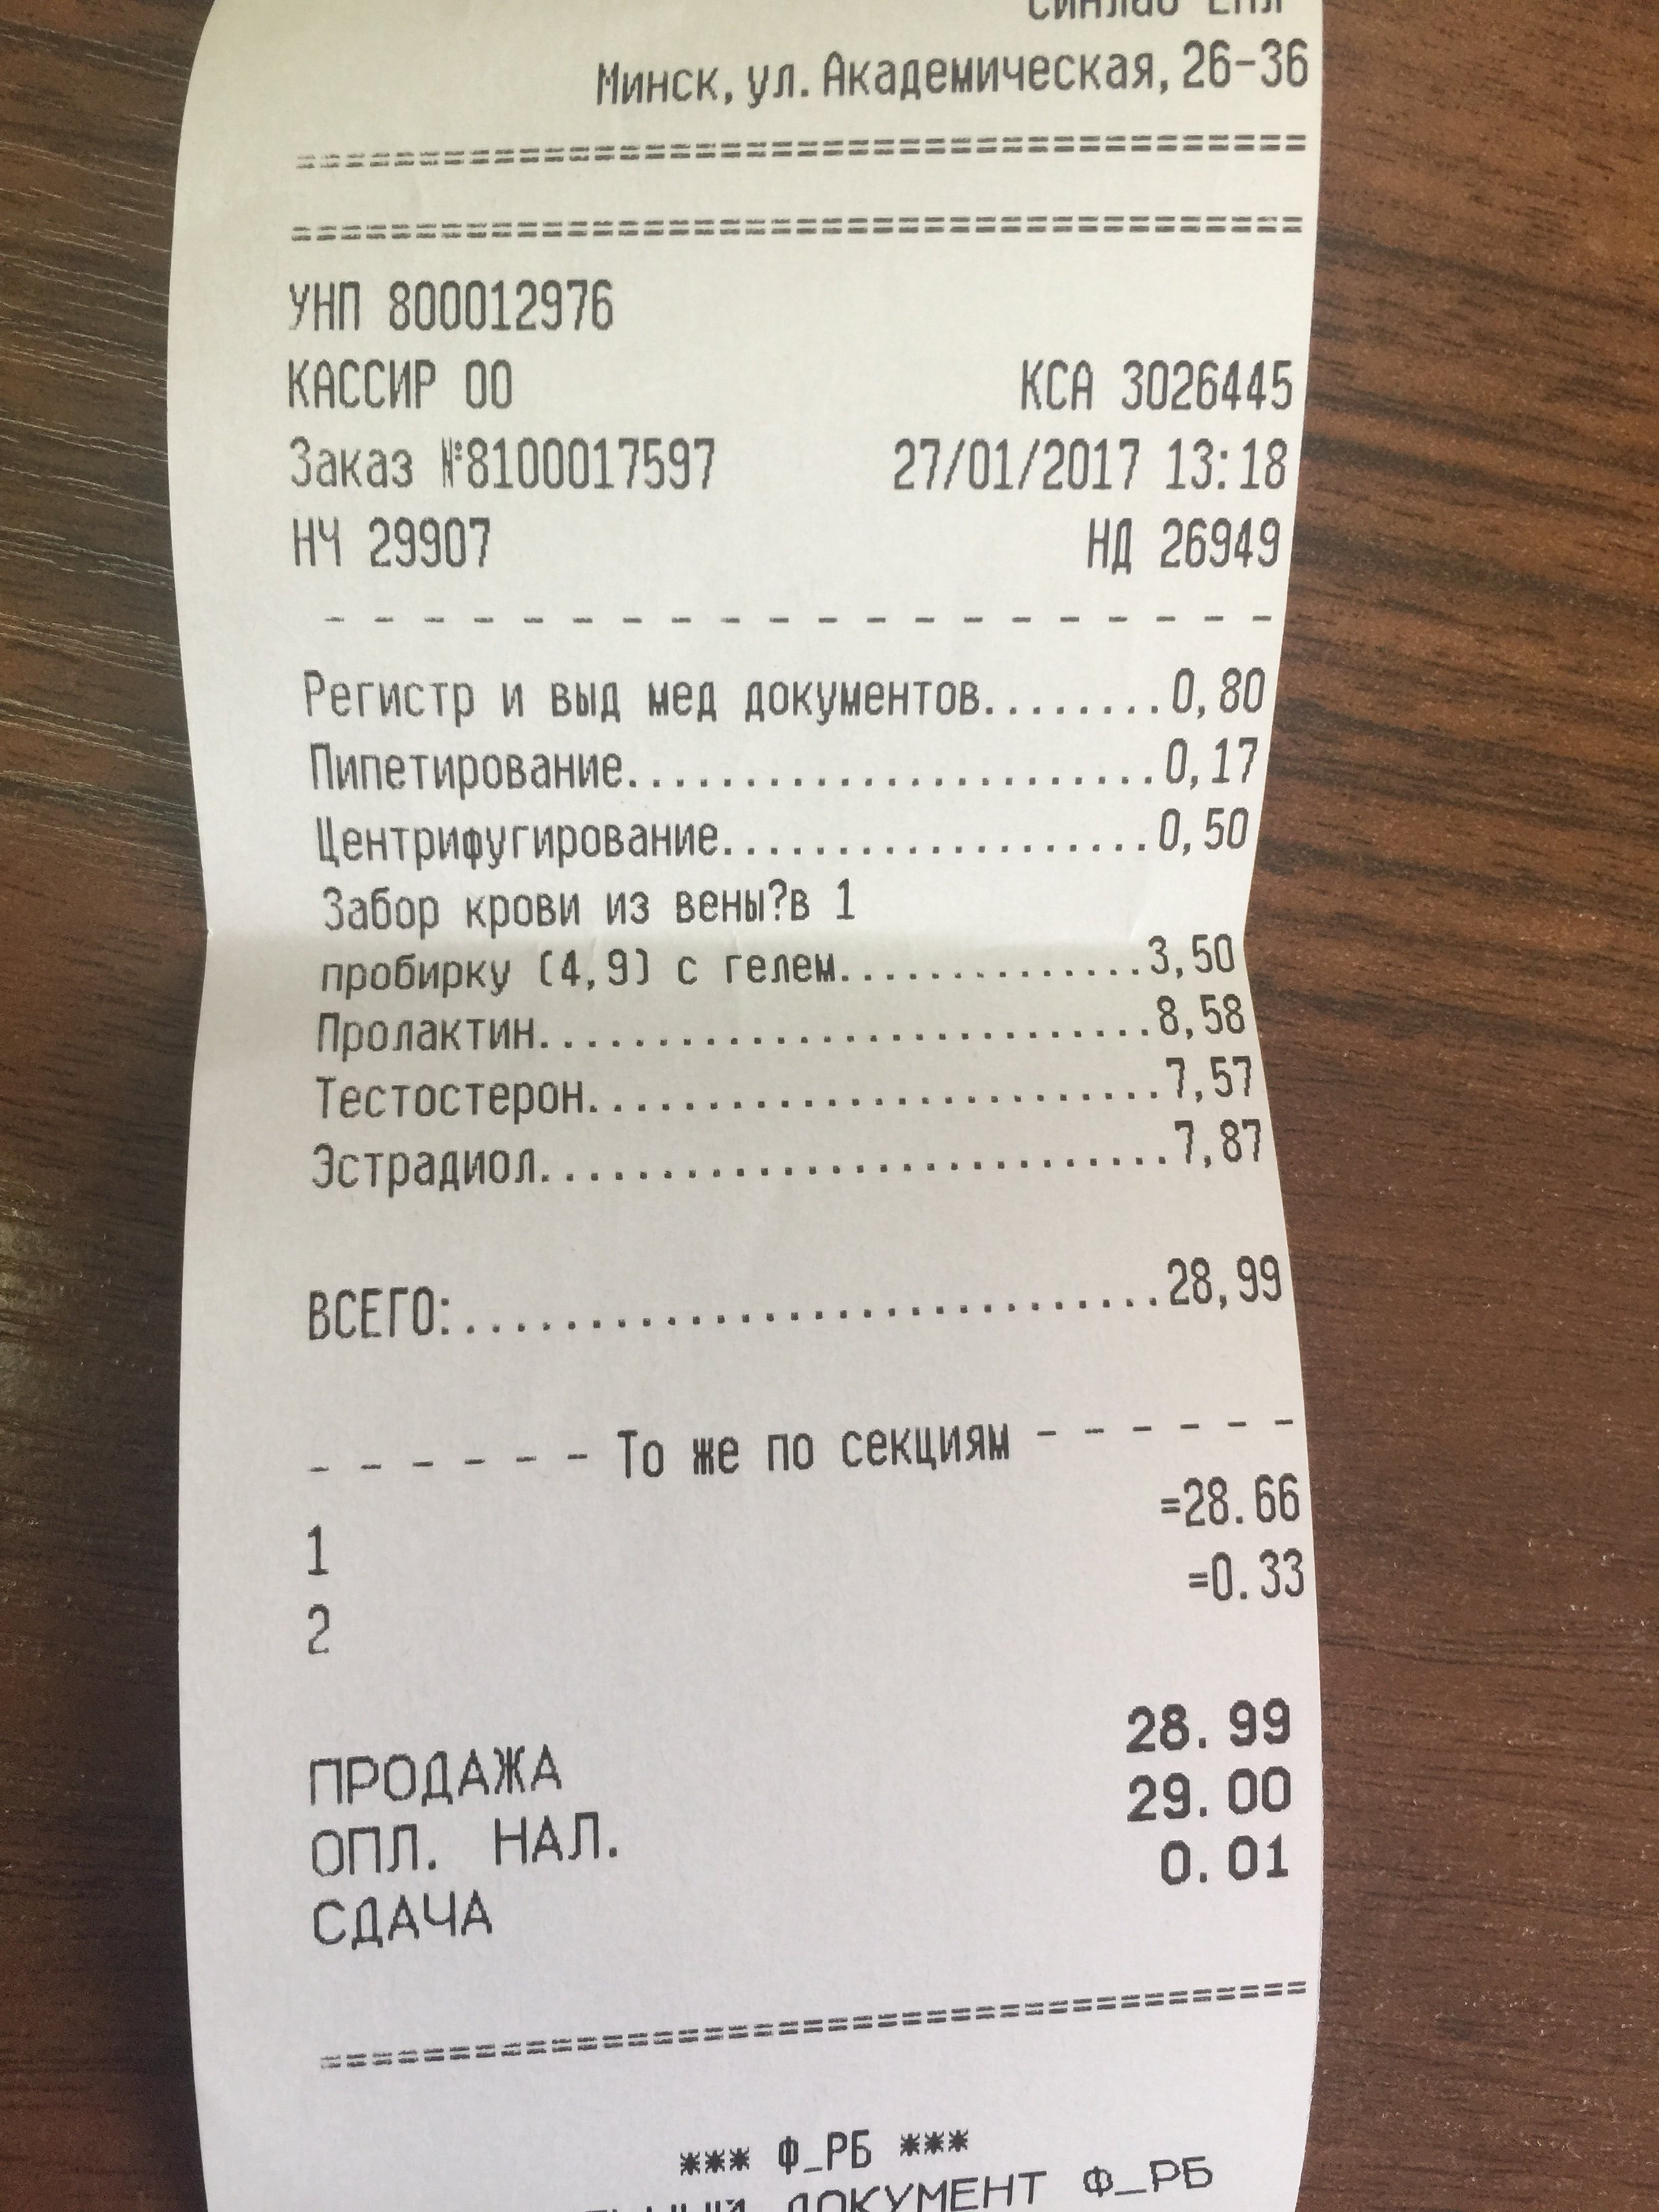 Синлаб
Минск, ул. Академическая, 26-36
========================================
========================================
УНП 800012976
КАССИР 00 КСА 3026445
Заказ №8100017597 27/01/2017 13:18
НЧ 29907 НД 26949
- - - - - - - - - - - - - - - - - - - -
Регистр и выд мед документов........0,80
Пипетирование......................0,17
Центрифугирование..................0,50
Забор крови из вены?в 1
пробирку (4,9) с гелем.............3,50
Пролактин..........................8,58
Тестостерон........................7,57
Эстрадиол..........................7,87
ВСЕГО:.............................28,99
- - - - - - То же по секциям - - - - - -
1 =28.66
2 =0.33
ПРОДАЖА 28.99
ОПЛ. НАЛ. 29.00
СДАЧА 0.01
========================================
*** Ф_РБ ***
ДОКУМЕНТ Ф_РБ